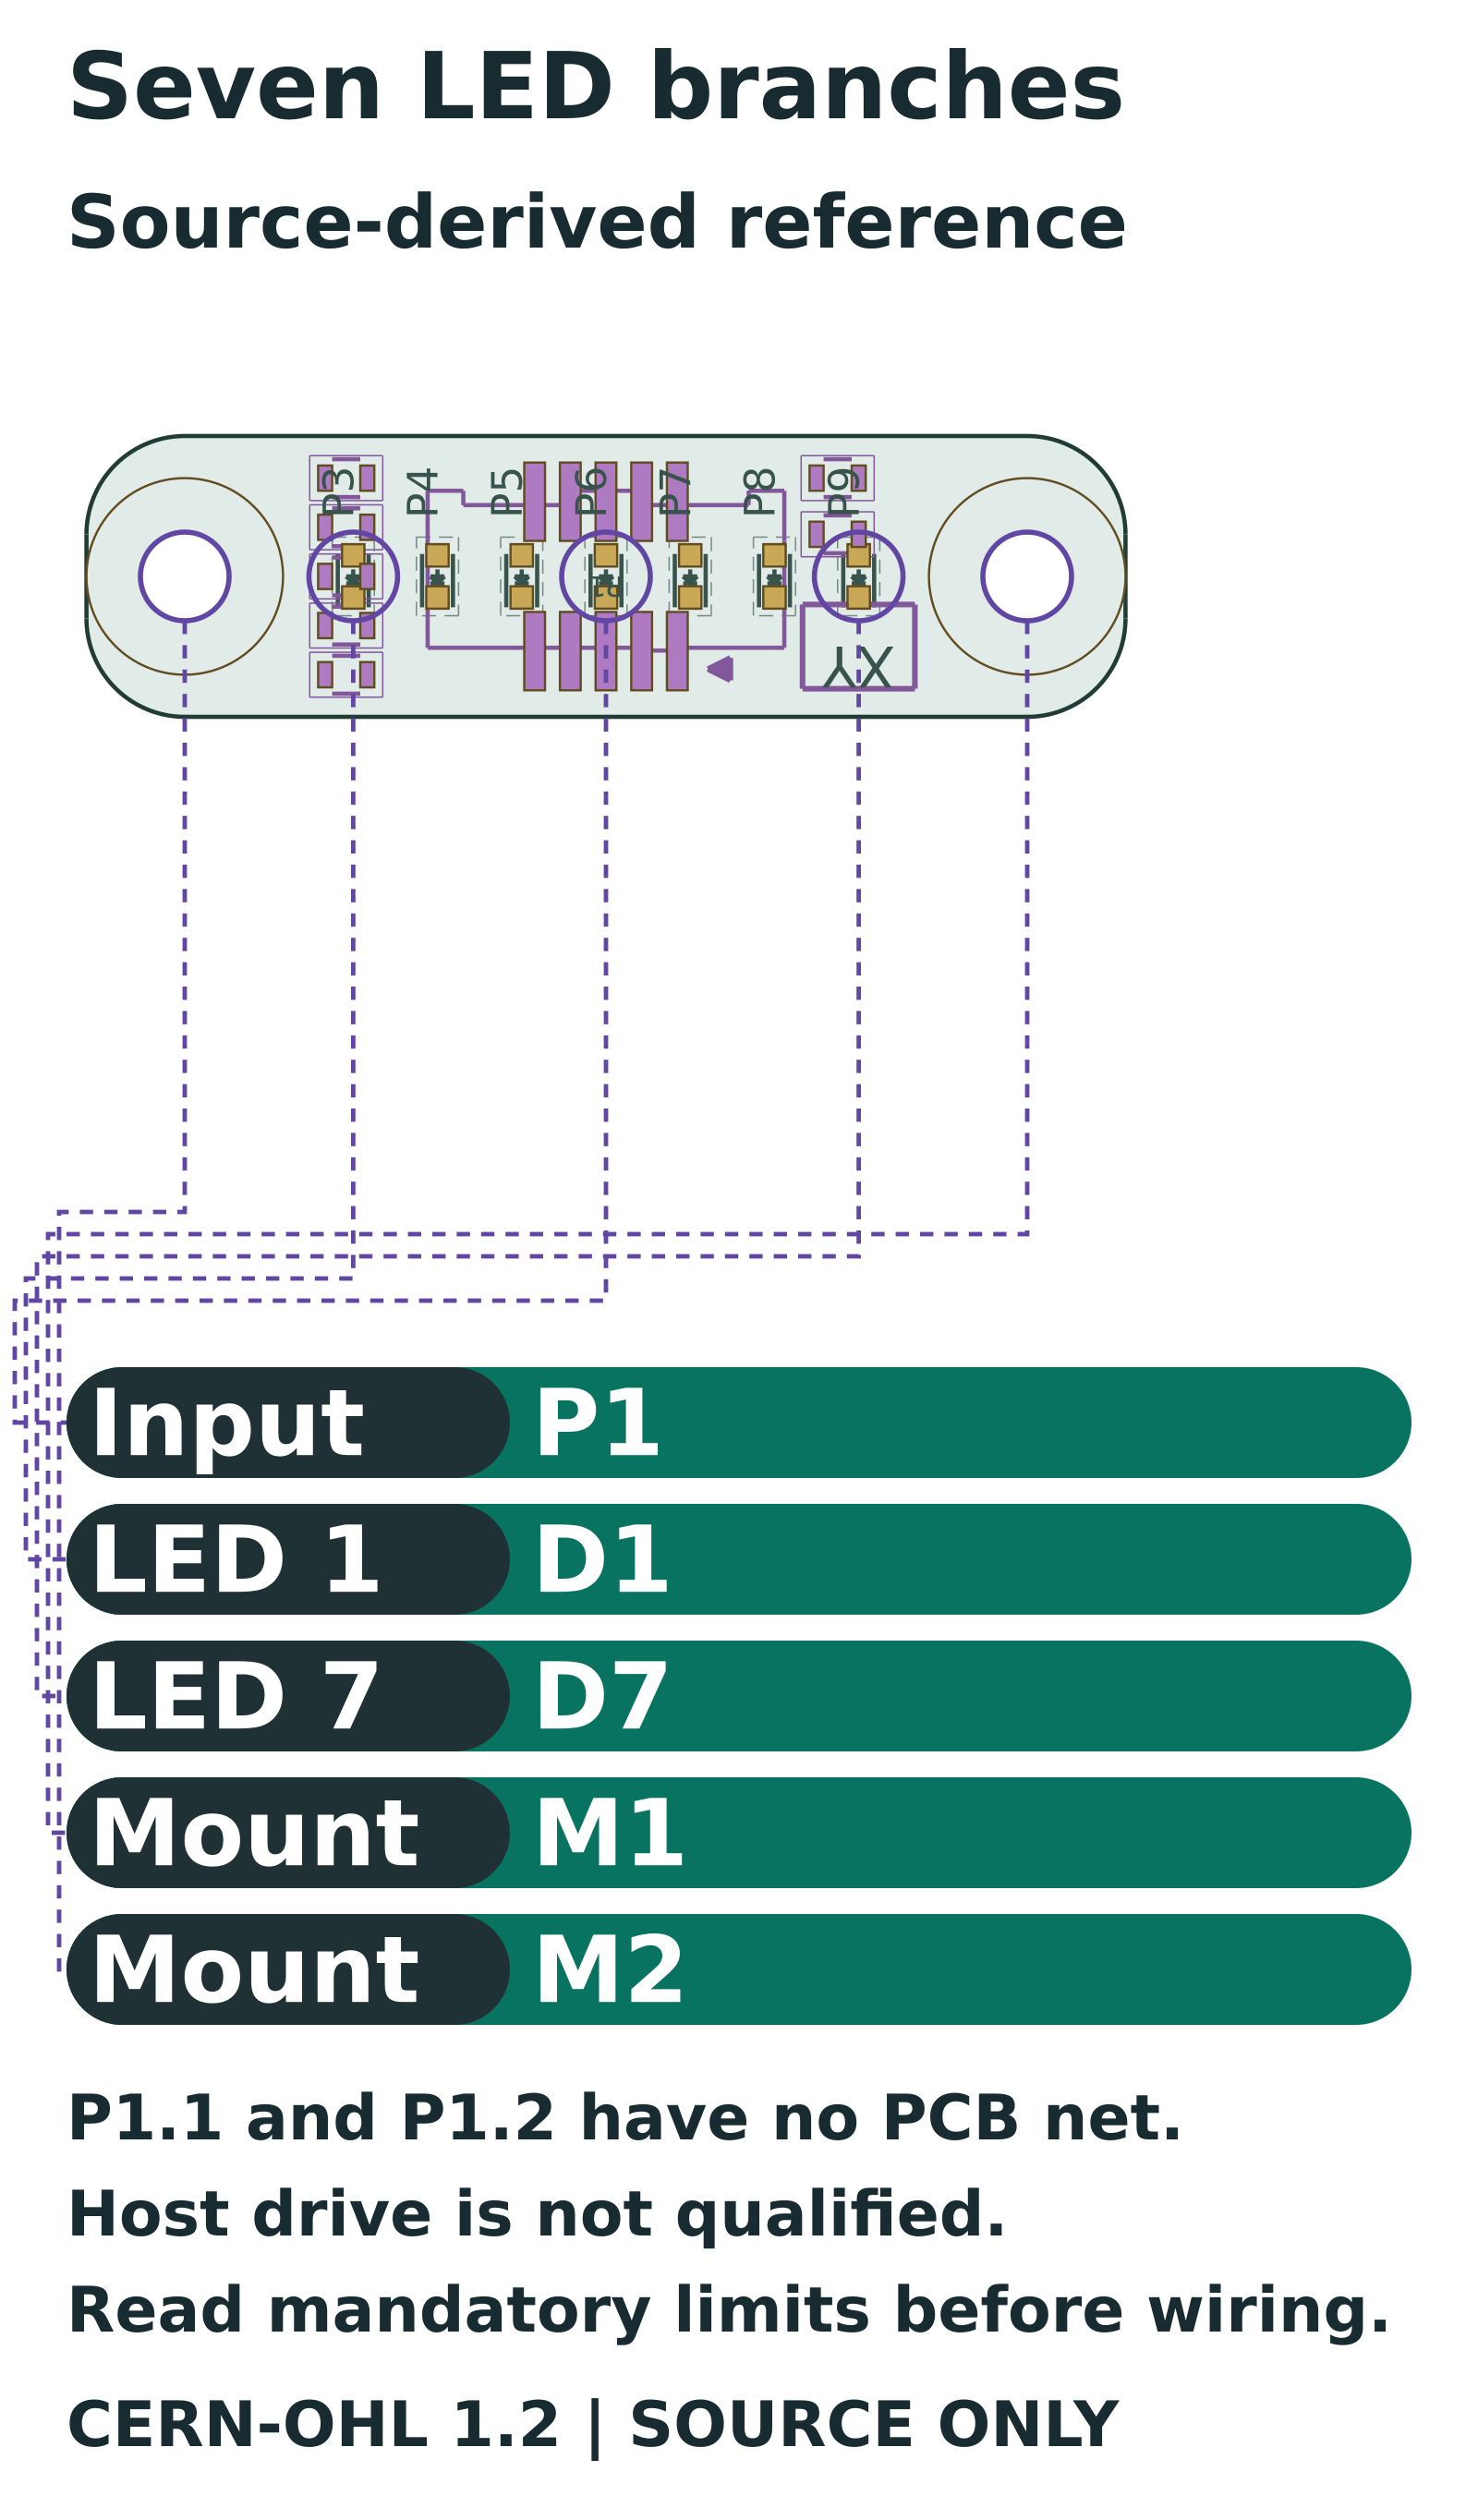 Seven LED branches
Source-derived reference
P3 P4 P5 P6 P7 P8 P9
P1
YX
Input P1
LED 1 D1
LED 7 D7
Mount M1
Mount M2
P1.1 and P1.2 have no PCB net.
Host drive is not qualified.
Read mandatory limits before wiring.
CERN-OHL 1.2 | SOURCE ONLY